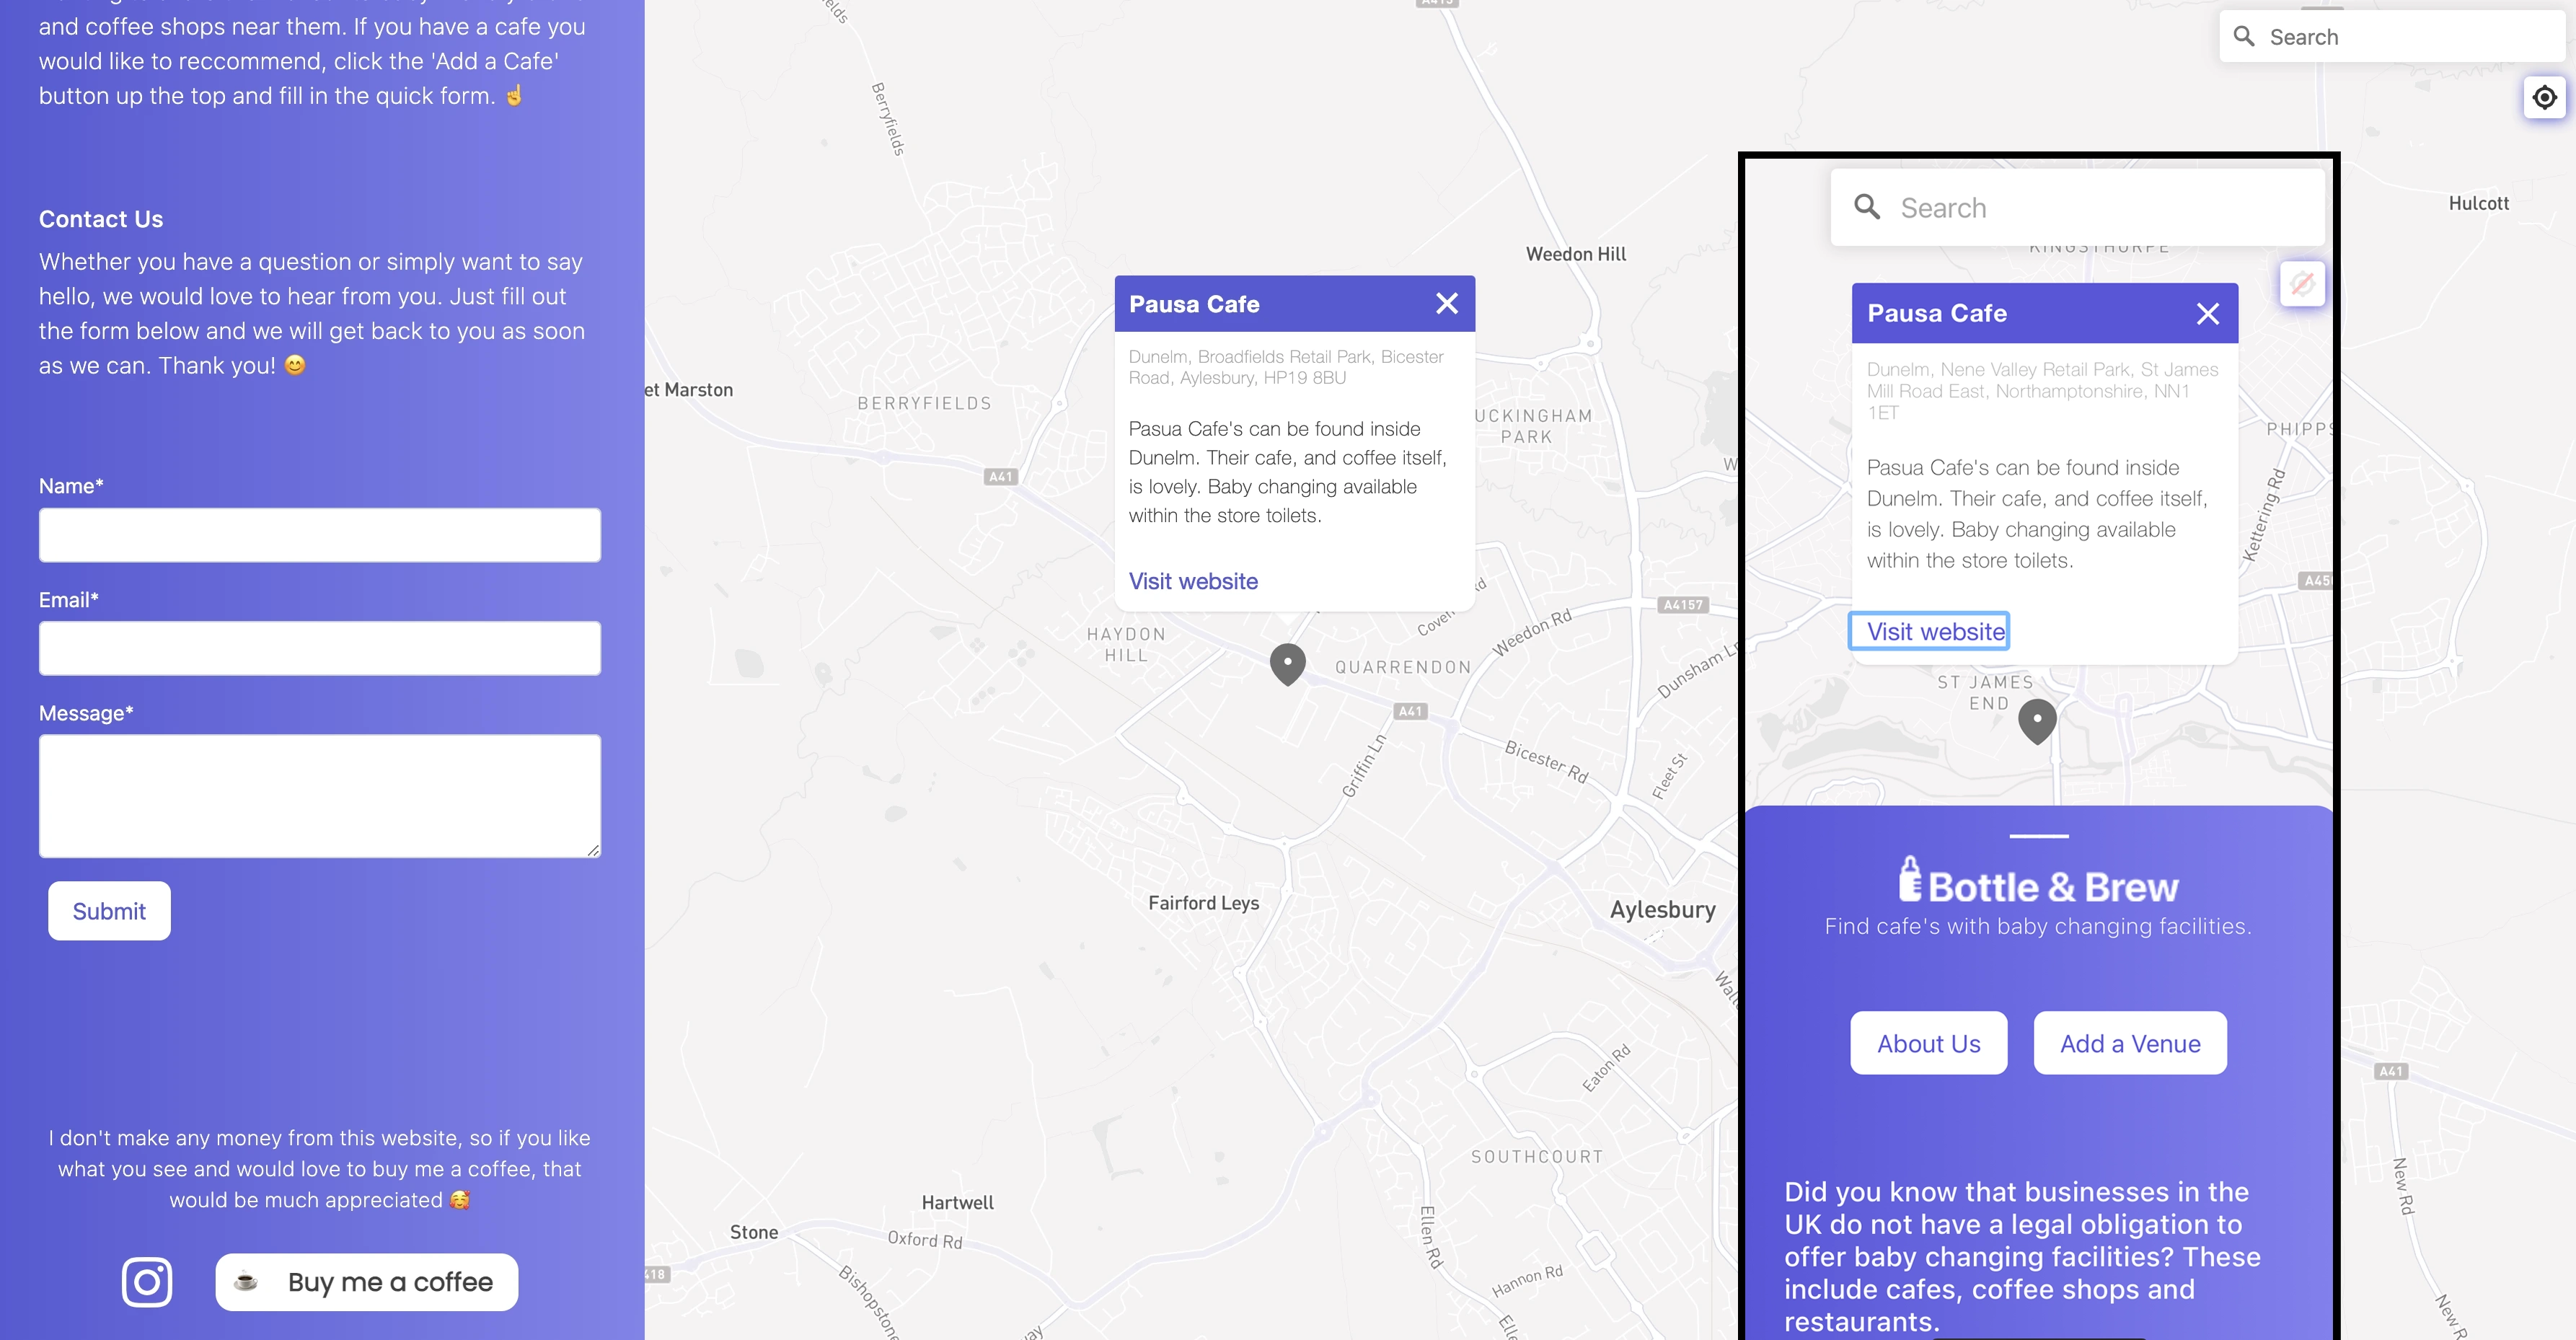 and coffee shops near them. If you have a cafe you
would like to reccommend, click the 'Add a Cafe'
button up the top and fill in the quick form. ☝️
Contact Us
Whether you have a question or simply want to say
hello, we would love to hear from you. Just fill out
the form below and we will get back to you as soon
as we can. Thank you! 😊
Name*
Email*
Message*
Submit
I don't make any money from this website, so if you like
what you see and would love to buy me a coffee, that
would be much appreciated 🥰
Buy me a coffee
Berryfields
et Marston
BERRYFIELDS
A41
Weedon Hill
Pausa Cafe
Dunelm, Broadfields Retail Park, Bicester
Road, Aylesbury, HP19 8BU
Pasua Cafe's can be found inside
Dunelm. Their cafe, and coffee itself,
is lovely. Baby changing available
within the store toilets.
Visit website
UCKINGHAM
PARK
HAYDON
HILL
QUARRENDON
Weedon Rd
A4157
Dunsham Ln
A41
Griffin Ln
Bicester Rd
Fleet St
Fairford Leys
Aylesbury
Eaton Rd
SOUTHCOURT
Hartwell
Stone
Oxford Rd
418
Bishopstone
Ellen Rd
Hannon Rd
Search
Hulcott
A41
New Rd
Search
KINGSTHORPE
Pausa Cafe
Dunelm, Nene Valley Retail Park, St James
Mill Road East, Northamptonshire, NN1
1ET
Pasua Cafe's can be found inside
Dunelm. Their cafe, and coffee itself,
is lovely. Baby changing available
within the store toilets.
Visit website
PHIPPS
Kettering Rd
A45
ST JAMES
END
Bottle & Brew
Find cafe's with baby changing facilities.
About Us
Add a Venue
Did you know that businesses in the
UK do not have a legal obligation to
offer baby changing facilities? These
include cafes, coffee shops and
restaurants.